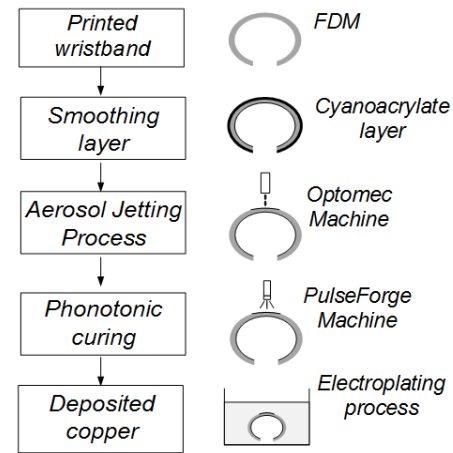 Printed
wristband
FDM
Smoothing
layer
Cyanoacrylate
layer
Aerosol Jetting
Process
Optomec
Machine
Phonotonic
curing
PulseForge
Machine
Deposited
copper
Electroplating
process